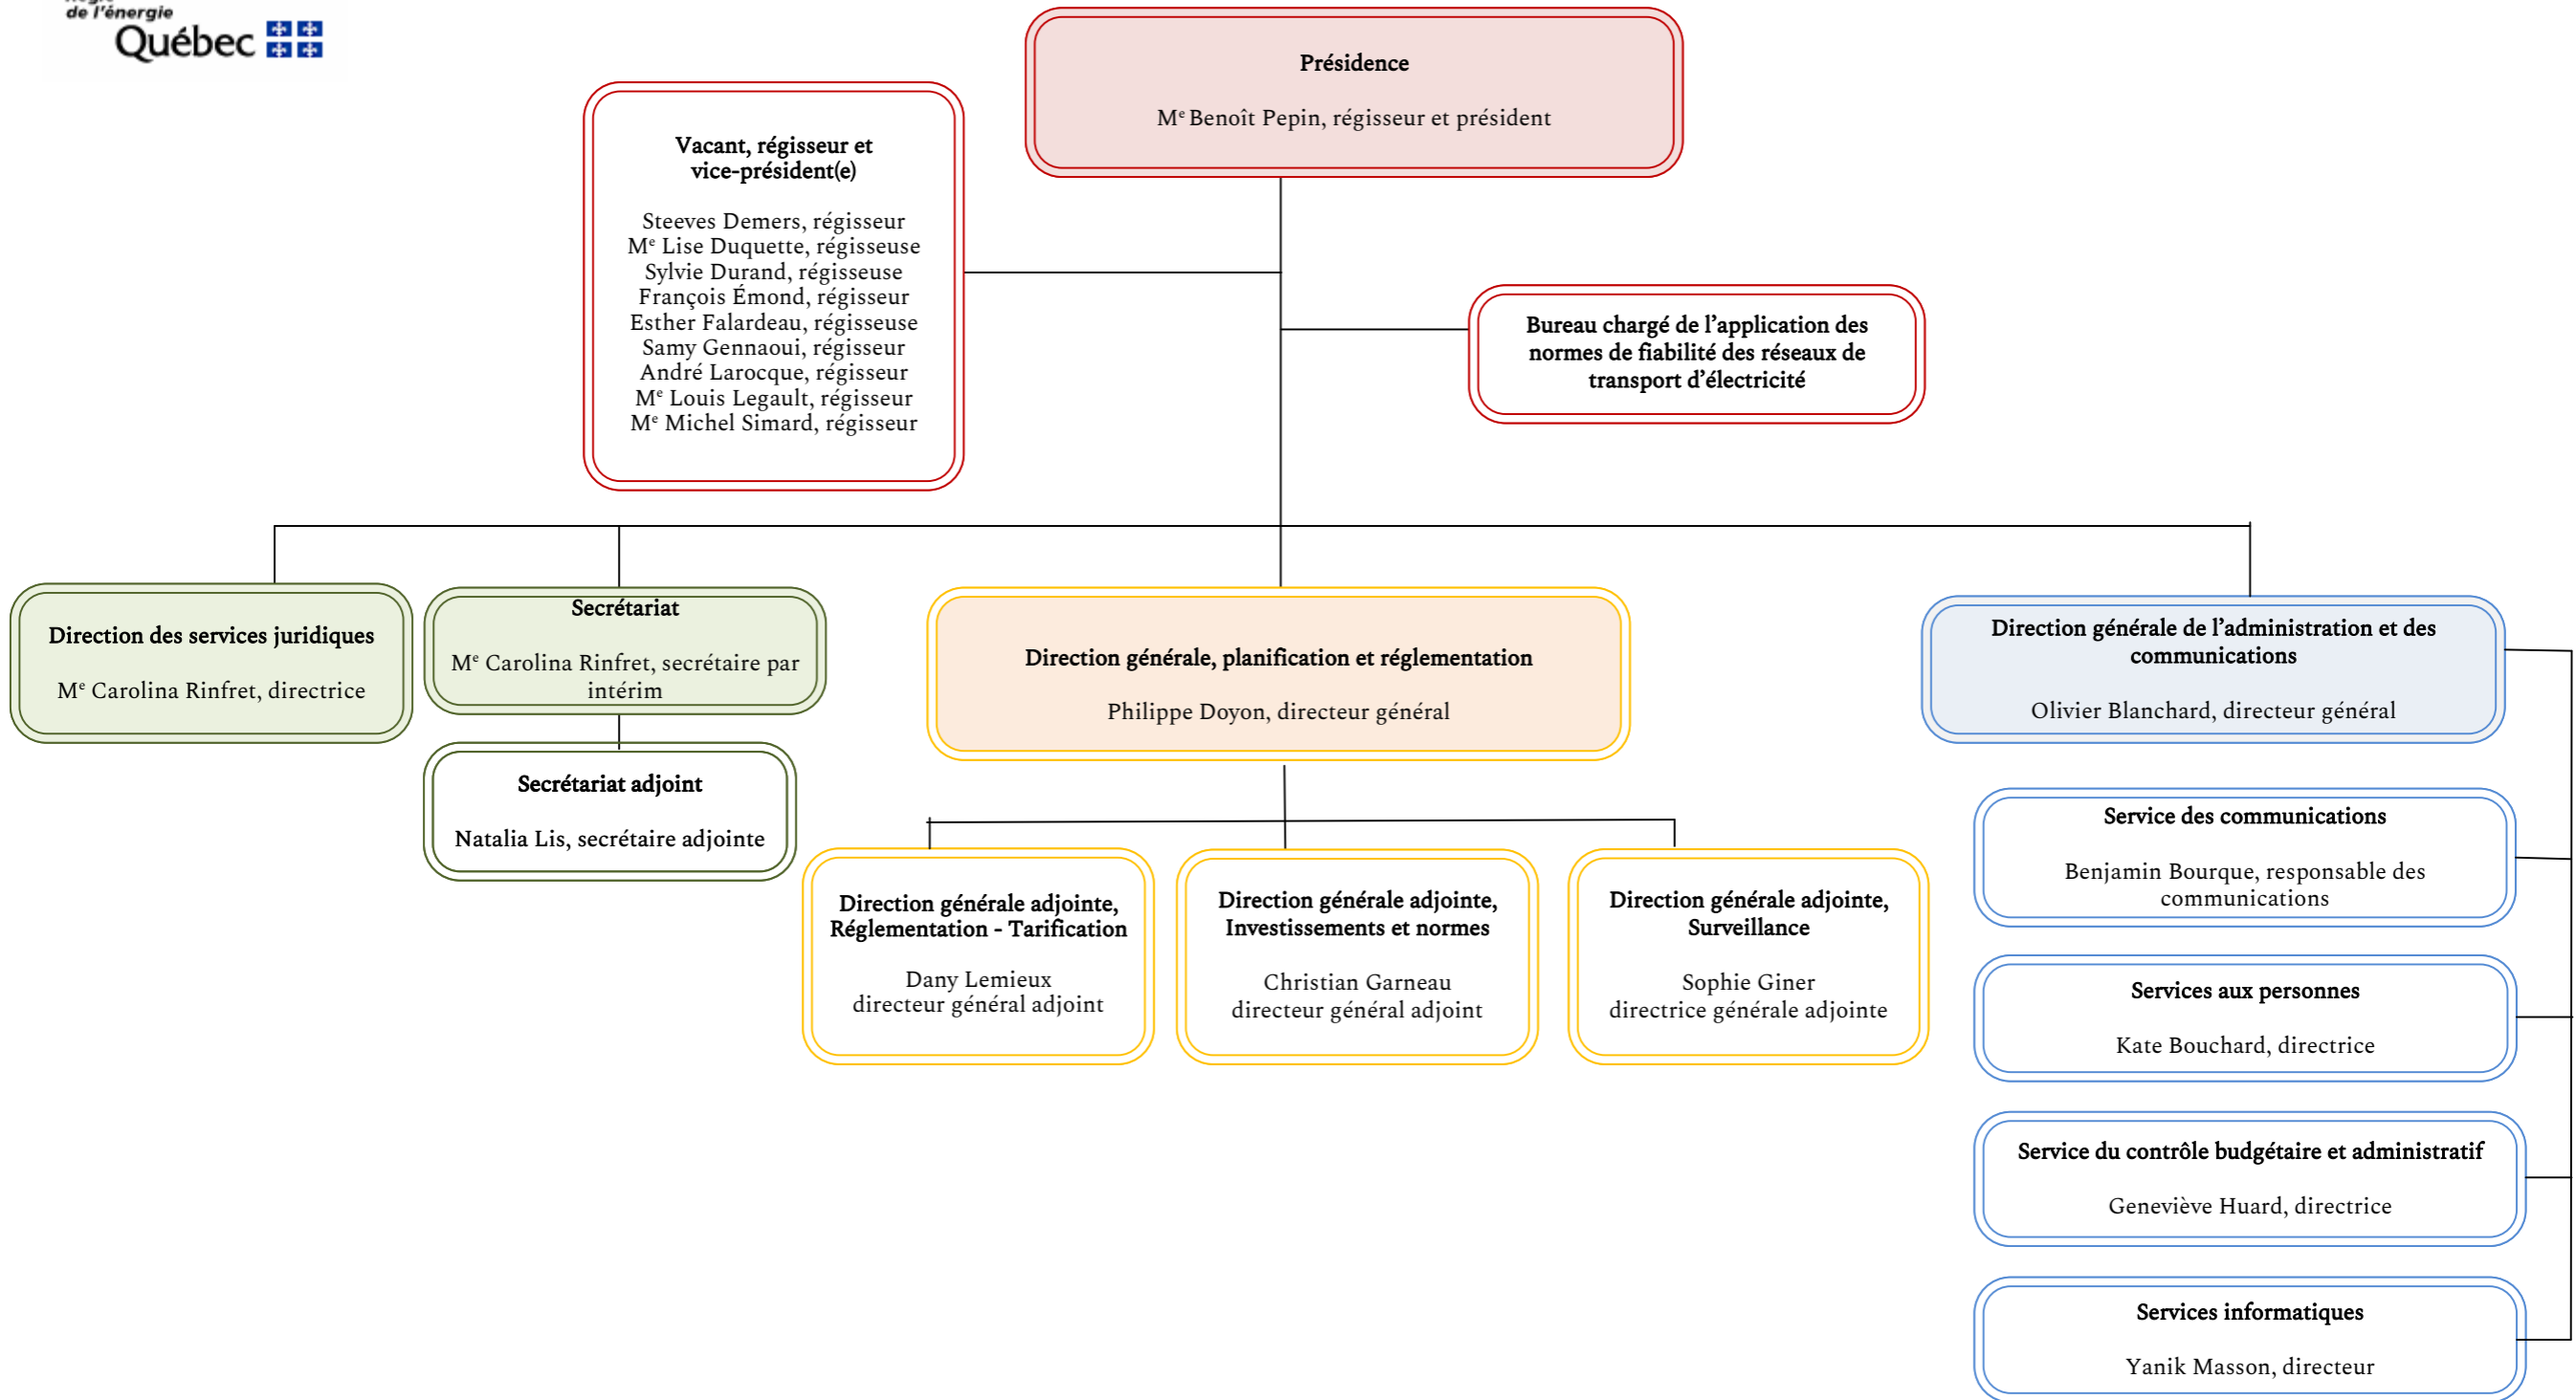 Régie
de l'énergie
Québec
Présidence
Mᵉ Benoît Pepin, régisseur et président
Vacant, régisseur et
vice-président(e)
Steeves Demers, régisseur
Mᵉ Lise Duquette, régisseuse
Sylvie Durand, régisseuse
François Émond, régisseur
Esther Falardeau, régisseuse
Samy Gennaoui, régisseur
André Larocque, régisseur
Mᵉ Louis Legault, régisseur
Mᵉ Michel Simard, régisseur
Bureau chargé de l’application des
normes de fiabilité des réseaux de
transport d’électricité
Direction des services juridiques
Mᵉ Carolina Rinfret, directrice
Secrétariat
Mᵉ Carolina Rinfret, secrétaire par
intérim
Secrétariat adjoint
Natalia Lis, secrétaire adjointe
Direction générale, planification et réglementation
Philippe Doyon, directeur général
Direction générale adjointe,
Réglementation - Tarification
Dany Lemieux
directeur général adjoint
Direction générale adjointe,
Investissements et normes
Christian Garneau
directeur général adjoint
Direction générale adjointe,
Surveillance
Sophie Giner
directrice générale adjointe
Direction générale de l’administration et des
communications
Olivier Blanchard, directeur général
Service des communications
Benjamin Bourque, responsable des
communications
Services aux personnes
Kate Bouchard, directrice
Service du contrôle budgétaire et administratif
Geneviève Huard, directrice
Services informatiques
Yanik Masson, directeur